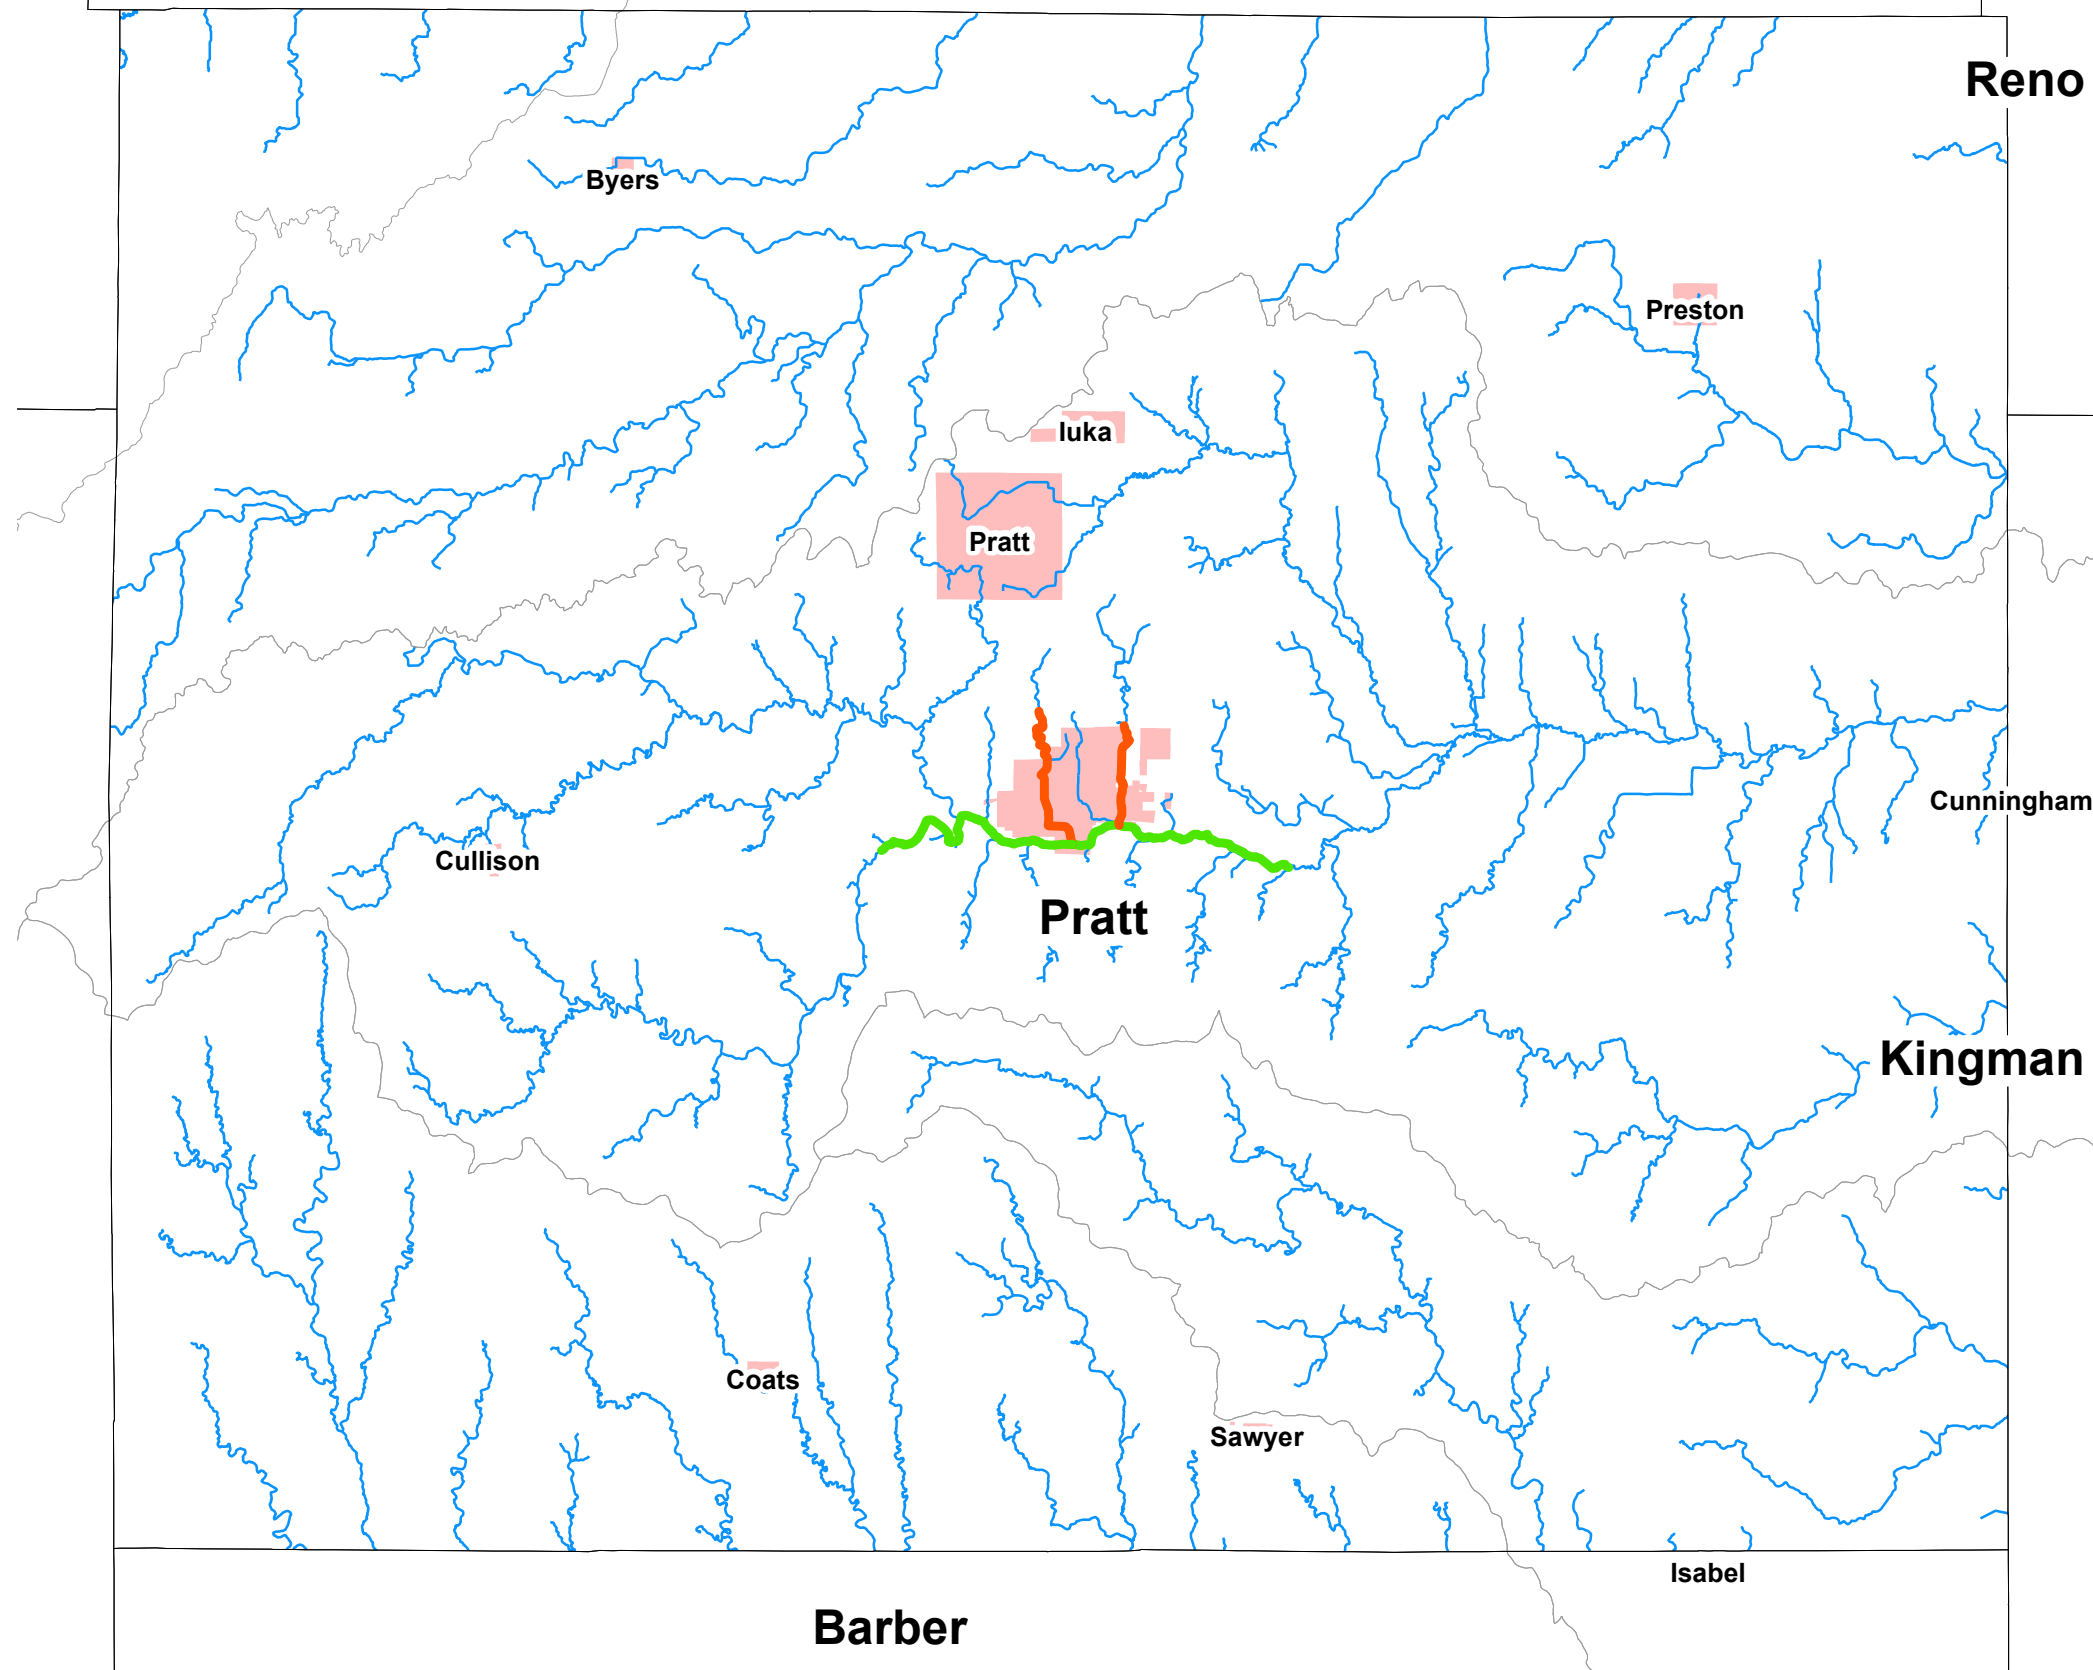 Reno
Byers
Preston
Iuka
Pratt
Cunningham
Cullison
Pratt
Kingman
Coats
Sawyer
Isabel
Barber